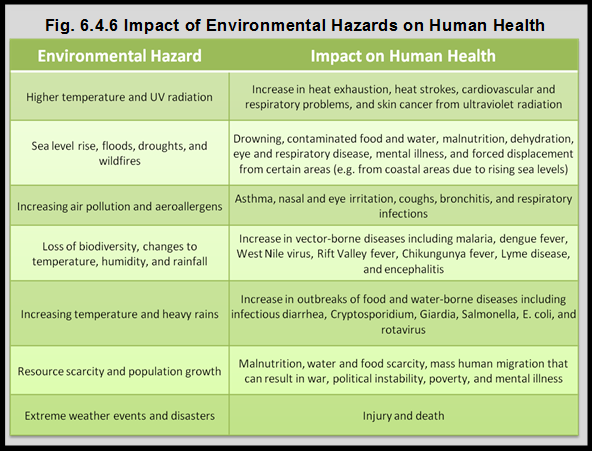 Fig. 6.4.6 Impact of Environmental Hazards on Human Health
Environmental Hazard
Impact on Human Health
Higher temperature and UV radiation
Increase in heat exhaustion, heat strokes, cardiovascular and
respiratory problems, and skin cancer from ultraviolet radiation
Sea level rise, floods, droughts, and
wildfires
Drowning, contaminated food and water, malnutrition, dehydration,
eye and respiratory disease, mental illness, and forced displacement
from certain areas (e.g. from coastal areas due to rising sea levels)
Increasing air pollution and aeroallergens
Asthma, nasal and eye irritation, coughs, bronchitis, and respiratory
infections
Loss of biodiversity, changes to
temperature, humidity, and rainfall
Increase in vector-borne diseases including malaria, dengue fever,
West Nile virus, Rift Valley fever, Chikungunya fever, Lyme disease,
and encephalitis
Increasing temperature and heavy rains
Increase in outbreaks of food and water-borne diseases including
infectious diarrhea, Cryptosporidium, Giardia, Salmonella, E. coli, and
rotavirus
Resource scarcity and population growth
Malnutrition, water and food scarcity, mass human migration that
can result in war, political instability, poverty, and mental illness
Extreme weather events and disasters
Injury and death